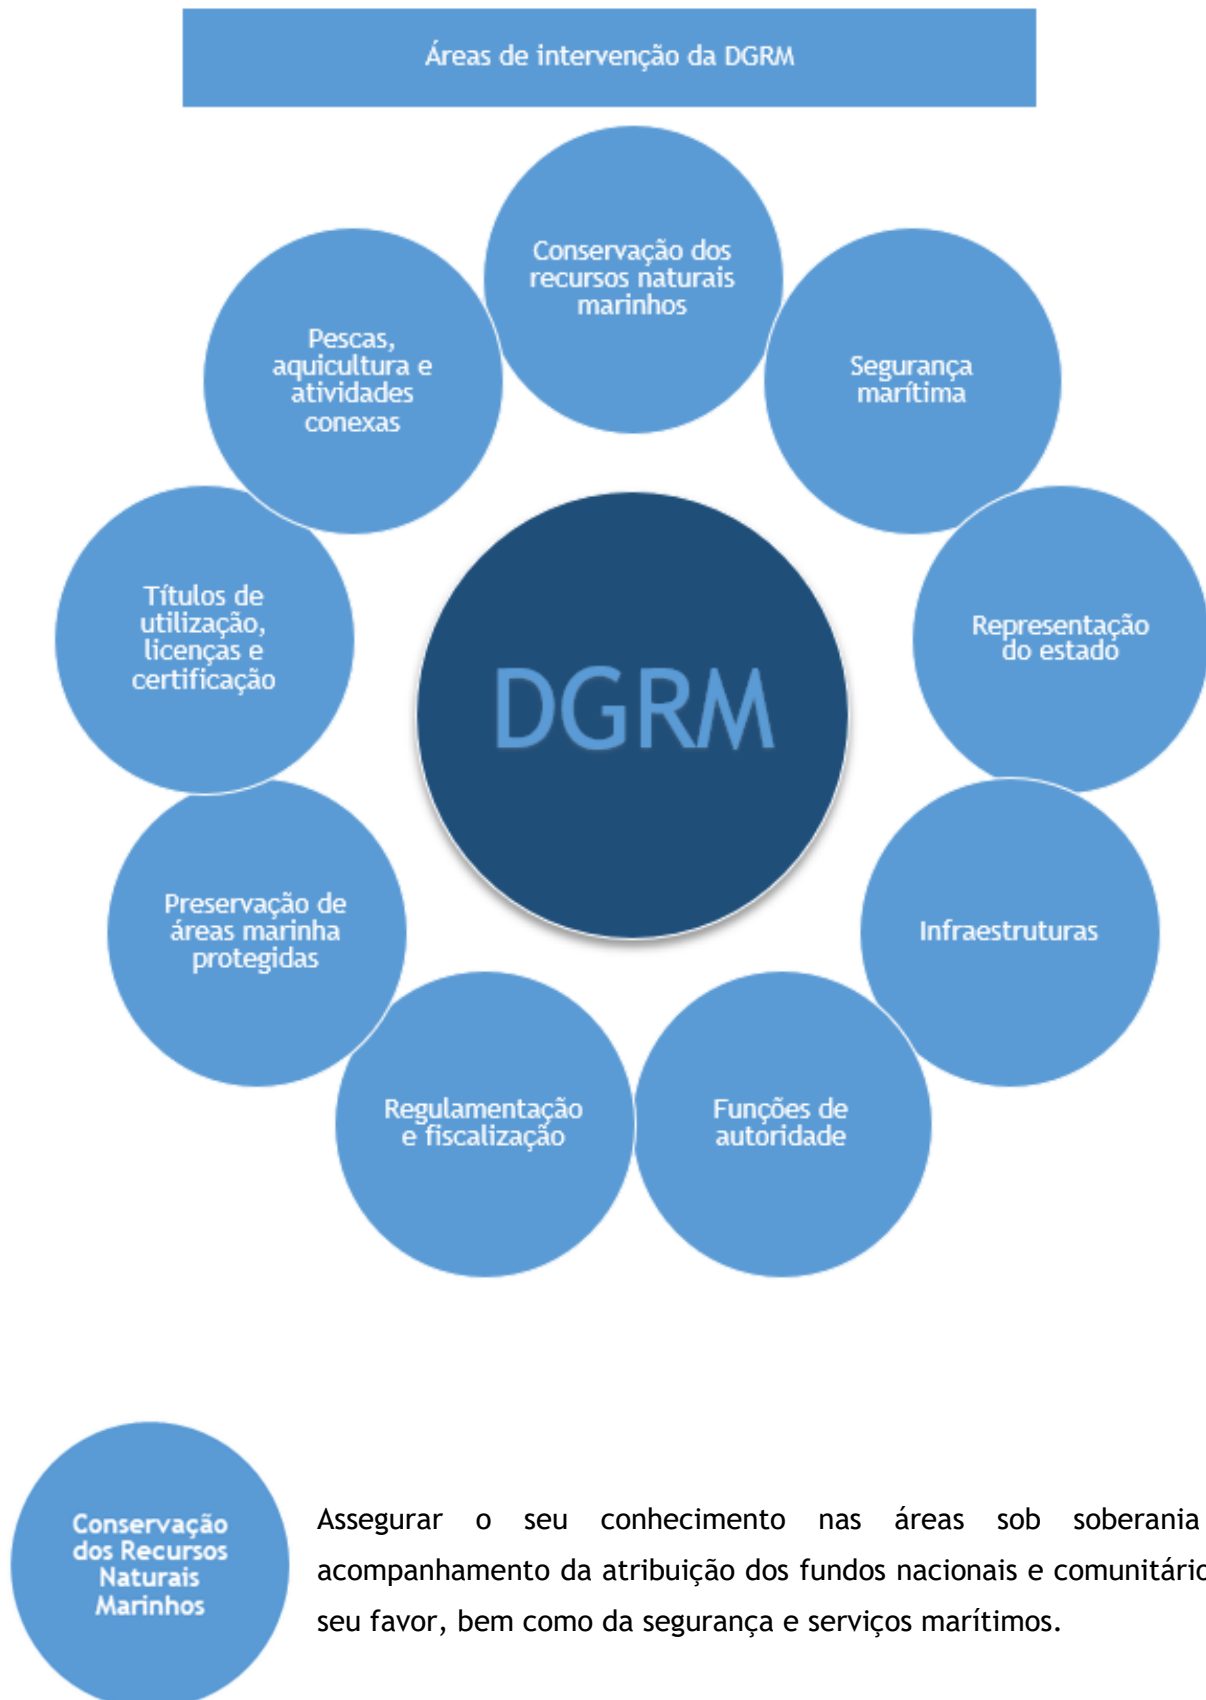 Áreas de intervenção da DGRM
Conservação dos
recursos naturais
marinhos
Segurança
marítima
Representação
do estado
Infraestruturas
Funções de
autoridade
Regulamentação
e fiscalização
Preservação de
áreas marinha
protegidas
Títulos de
utilização,
licenças e
certificação
Pescas,
aquicultura e
atividades
conexas
DGRM
Conservação
dos Recursos
Naturais
Marinhos
Assegurar o seu conhecimento nas áreas sob soberania
acompanhamento da atribuição dos fundos nacionais e
seu favor, bem como da segurança e serviços marítimos.